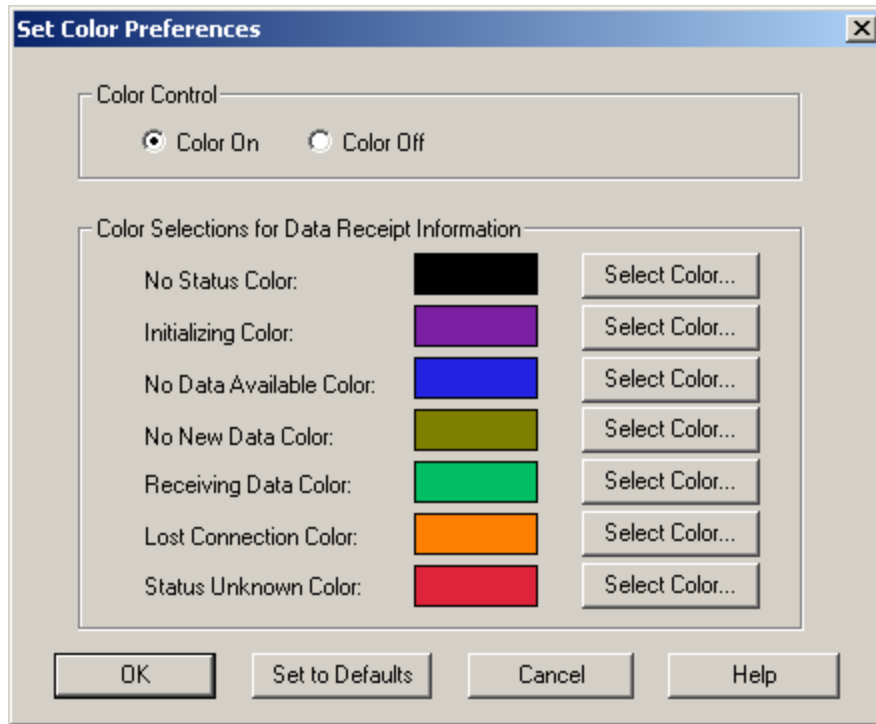 Set Color Preferences
Color Control
Color On Color Off
Color Selections for Data Receipt Information
No Status Color: Select Color...
Initializing Color: Select Color...
No Data Available Color: Select Color...
No New Data Color: Select Color...
Receiving Data Color: Select Color...
Lost Connection Color: Select Color...
Status Unknown Color: Select Color...
OK Set to Defaults Cancel Help